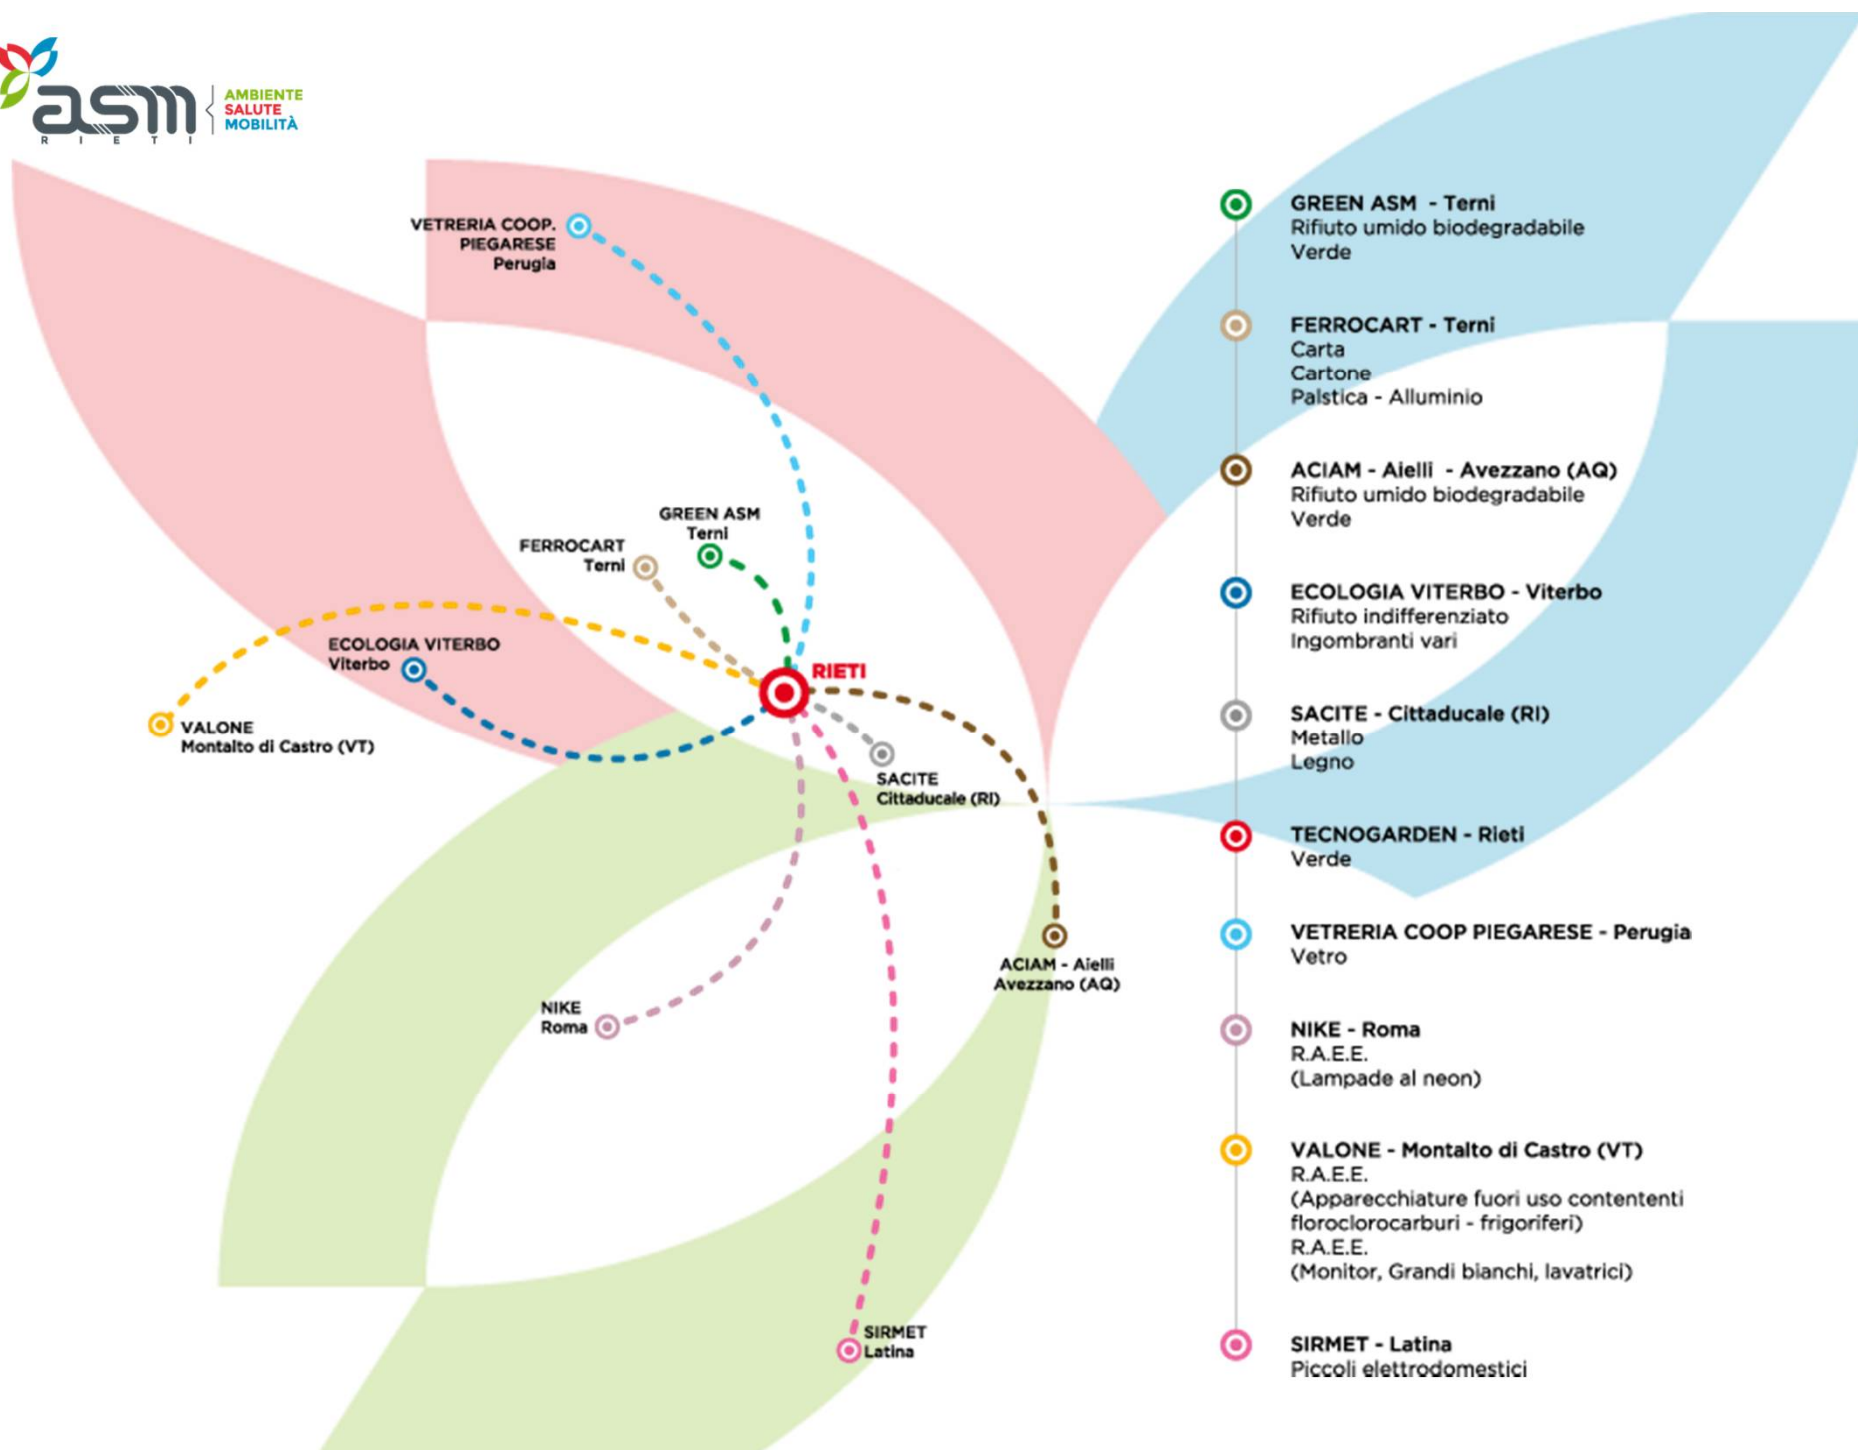 asm
RIETI
AMBIENTE
SALUTE
MOBILITÀ
VETRERIA COOP.
PIEGARESE
Perugia
GREEN ASM
Terni
FERROCART
Terni
ECOLOGIA VITERBO
Viterbo
RIETI
VALONE
Montalto di Castro (VT)
SACITE
Cittaducale (RI)
ACIAM - Aielli
Avezzano (AQ)
NIKE
Roma
SIRMET
Latina
GREEN ASM - Terni
Rifiuto umido biodegradabile
Verde
FERROCART - Terni
Carta
Cartone
Palstica - Alluminio
ACIAM - Aielli - Avezzano (AQ)
Rifiuto umido biodegradabile
Verde
ECOLOGIA VITERBO - Viterbo
Rifiuto indifferenziato
Ingombranti vari
SACITE - Cittaducale (RI)
Metallo
Legno
TECNOGARDEN - Rieti
Verde
VETRERIA COOP PIEGARESE - Perugia
Vetro
NIKE - Roma
R.A.E.E.
(Lampade al neon)
VALONE - Montalto di Castro (VT)
R.A.E.E.
(Apparecchiature fuori uso contententi
floroclorocarburi - frigoriferi)
R.A.E.E.
(Monitor, Grandi bianchi, lavatrici)
SIRMET - Latina
Piccoli elettrodomestici